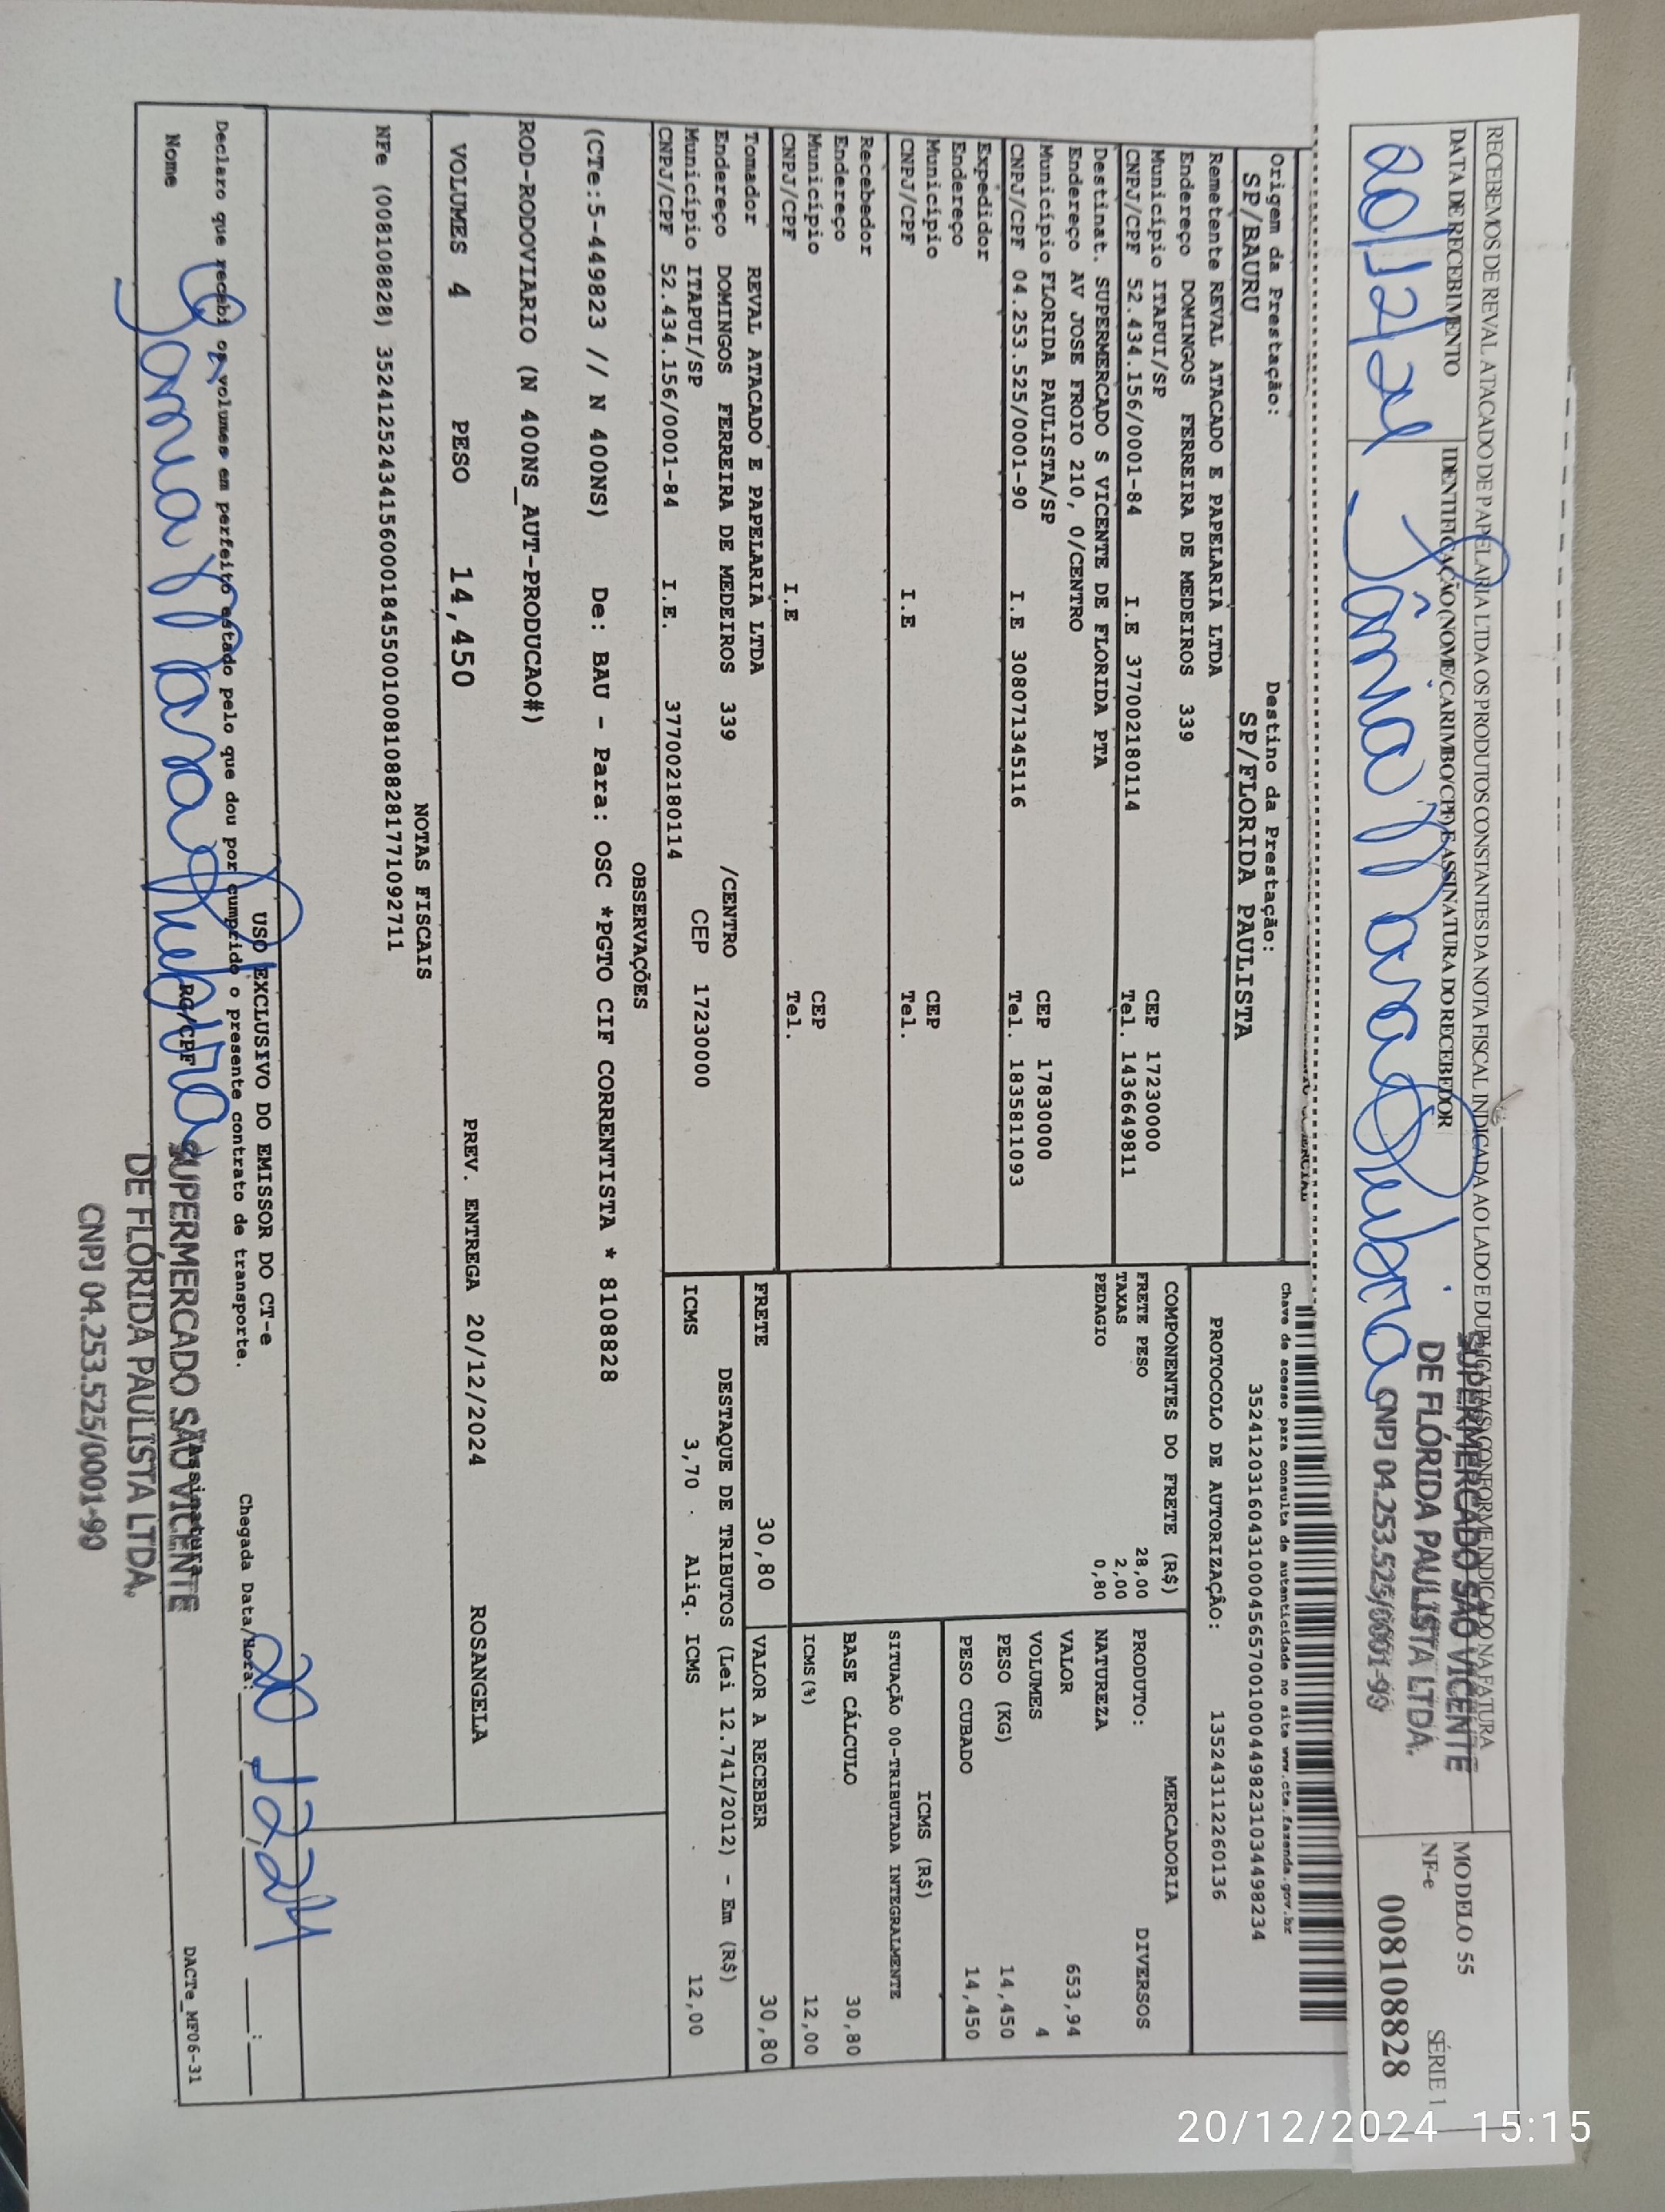 RECEBEMOS DE REVAL ATACADO DE PAPELARIA LTDA OS PRODUTOS CONSTANTES DA NOTA FISCAL INDICADA AO LADO E DUPLICATA(S) CONFORME INDICADO NA FATURA
DATA DE RECEBIMENTO IDENTIFICAÇÃO (NOME/CARIMBO/CPF) E ASSINATURA DO RECEBEDOR
20/12/24
SUPERMERCADO SÃO VICENTE
DE FLÓRIDA PAULISTA LTDA.
CNPJ 04.253.525/0001-90
MODELO 55
NF-e SÉRIE 1
008108828
Chave de acesso para consulta de autenticidade no site www.cte.fazenda.gov.br
35241203160431000456570010004498231034498234
PROTOCOLO DE AUTORIZAÇÃO: 135243112260136
Origem da Prestação: Destino da Prestação:
SP/BAURU SP/FLORIDA PAULISTA
Remetente REVAL ATACADO E PAPELARIA LTDA
Endereço DOMINGOS FERREIRA DE MEDEIROS 339
Município ITAPUI/SP CEP 17230000
CNPJ/CPF 52.434.156/0001-84 I.E 377002180114 Tel. 1436649811
Destinat. SUPERMERCADO S VICENTE DE FLORIDA PTA
Endereço AV JOSE FROIO 210, 0/CENTRO
Município FLORIDA PAULISTA/SP CEP 17830000
CNPJ/CPF 04.253.525/0001-90 I.E 308071345116 Tel. 1835811093
Expedidor
Endereço
Município CEP
CNPJ/CPF I.E Tel.
Recebedor
Endereço
Município CEP
CNPJ/CPF I.E Tel.
Tomador REVAL ATACADO E PAPELARIA LTDA
Endereço DOMINGOS FERREIRA DE MEDEIROS 339 /CENTRO
Município ITAPUI/SP CEP 17230000
CNPJ/CPF 52.434.156/0001-84 I.E. 377002180114
COMPONENTES DO FRETE (R$)
FRETE PESO 28,00
TAXAS 2,00
PEDAGIO 0,80
MERCADORIA
PRODUTO: DIVERSOS
NATUREZA
VALOR 653,94
VOLUMES 4
PESO (KG) 14,450
PESO CUBADO 14,450
ICMS (R$)
SITUAÇÃO 00-TRIBUTADA INTEGRALMENTE
BASE CÁLCULO 30,80
ICMS(%) 12,00
FRETE 30,80 VALOR A RECEBER 30,80
DESTAQUE DE TRIBUTOS (Lei 12.741/2012) - Em (R$)
ICMS 3,70 Aliq. ICMS 12,00
OBSERVAÇÕES
(CTe:5-449823 // N 400NS) De: BAU - Para: OSC *PGTO CIF CORRENTISTA * 8108828
ROD-RODOVIARIO (N 400NS_AUT-PRODUCAO#)
VOLUMES 4 PESO 14,450 PREV. ENTREGA 20/12/2024 ROSANGELA
NOTAS FISCAIS
NFe (008108828) 35241252434156000184550010081088281771092711
USO EXCLUSIVO DO EMISSOR DO CT-e
Declaro que recebi os volumes em perfeito estado pelo que dou por cumprido o presente contrato de transporte. Chegada Data/Hora: 20 12 24
Nome RG/CPF Assinatura
SUPERMERCADO SÃO VICENTE
DE FLÓRIDA PAULISTA LTDA.
CNPJ 04.253.525/0001-90
DACTe_MF06-31
20/12/2024 15:15